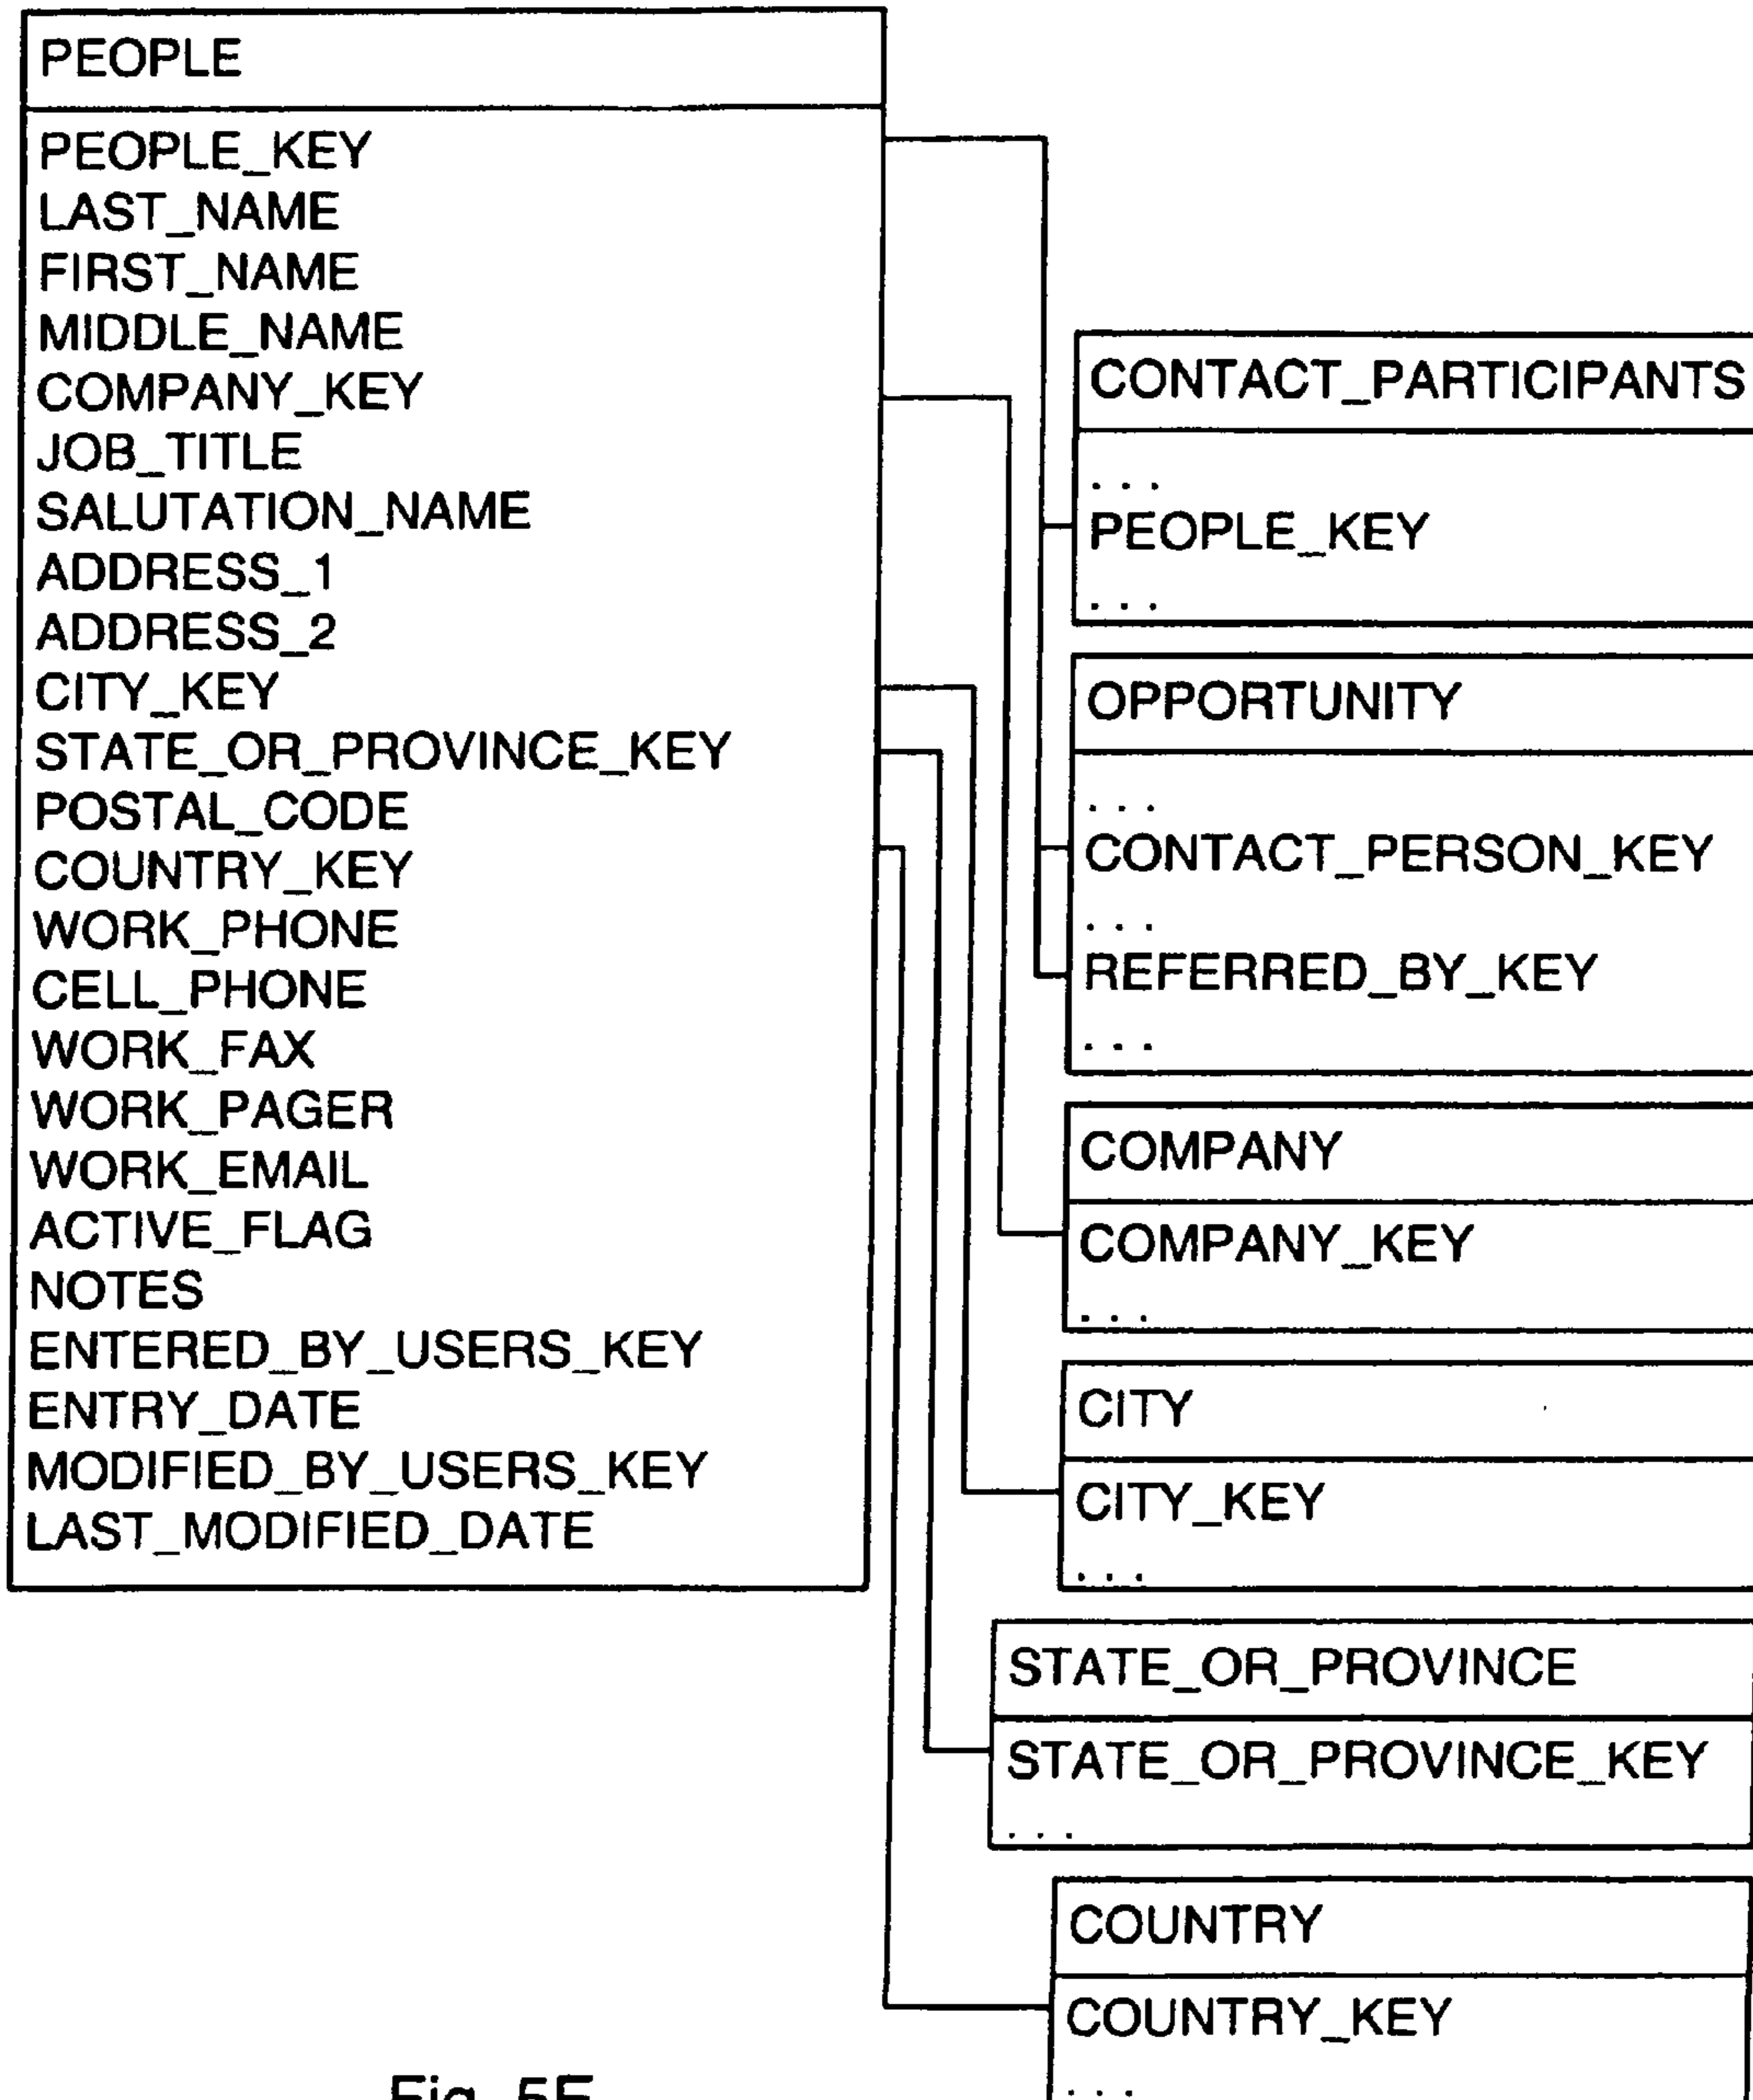 PEOPLE
PEOPLE_KEY
LAST_NAME
FIRST_NAME
MIDDLE_NAME
COMPANY_KEY
JOB_TITLE
SALUTATION_NAME
ADDRESS_1
ADDRESS_2
CITY_KEY
STATE_OR_PROVINCE_KEY
POSTAL_CODE
COUNTRY_KEY
WORK_PHONE
CELL_PHONE
WORK_FAX
WORK_PAGER
WORK_EMAIL
ACTIVE_FLAG
NOTES
ENTERED_BY_USERS_KEY
ENTRY_DATE
MODIFIED_BY_USERS_KEY
LAST_MODIFIED_DATE
CONTACT_PARTICIPANTS
. . .
PEOPLE_KEY
. . .
OPPORTUNITY
. . .
CONTACT_PERSON_KEY
. . .
REFERRED_BY_KEY
. . .
COMPANY
COMPANY_KEY
. . .
CITY
CITY_KEY
. . .
STATE_OR_PROVINCE
STATE_OR_PROVINCE_KEY
. . .
COUNTRY
COUNTRY_KEY
. . .